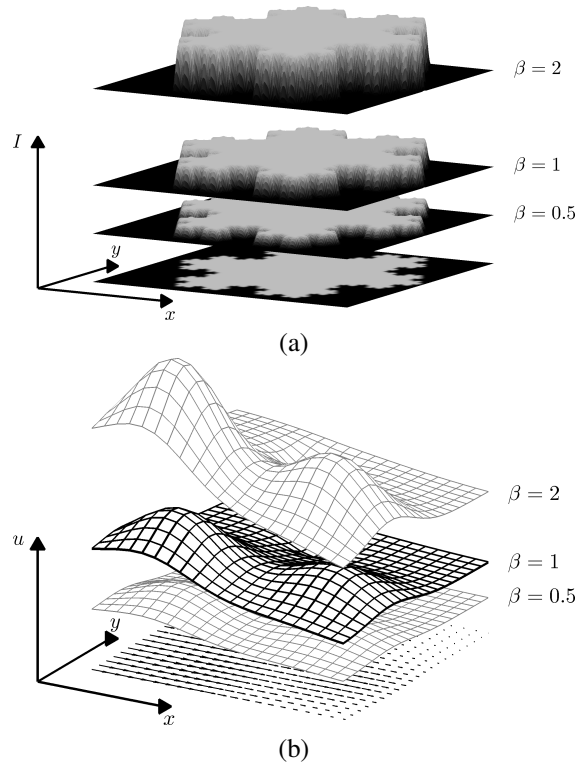 β = 2
I
β = 1
β = 0.5
y
x
(a)
β = 2
u
β = 1
β = 0.5
y
x
(b)